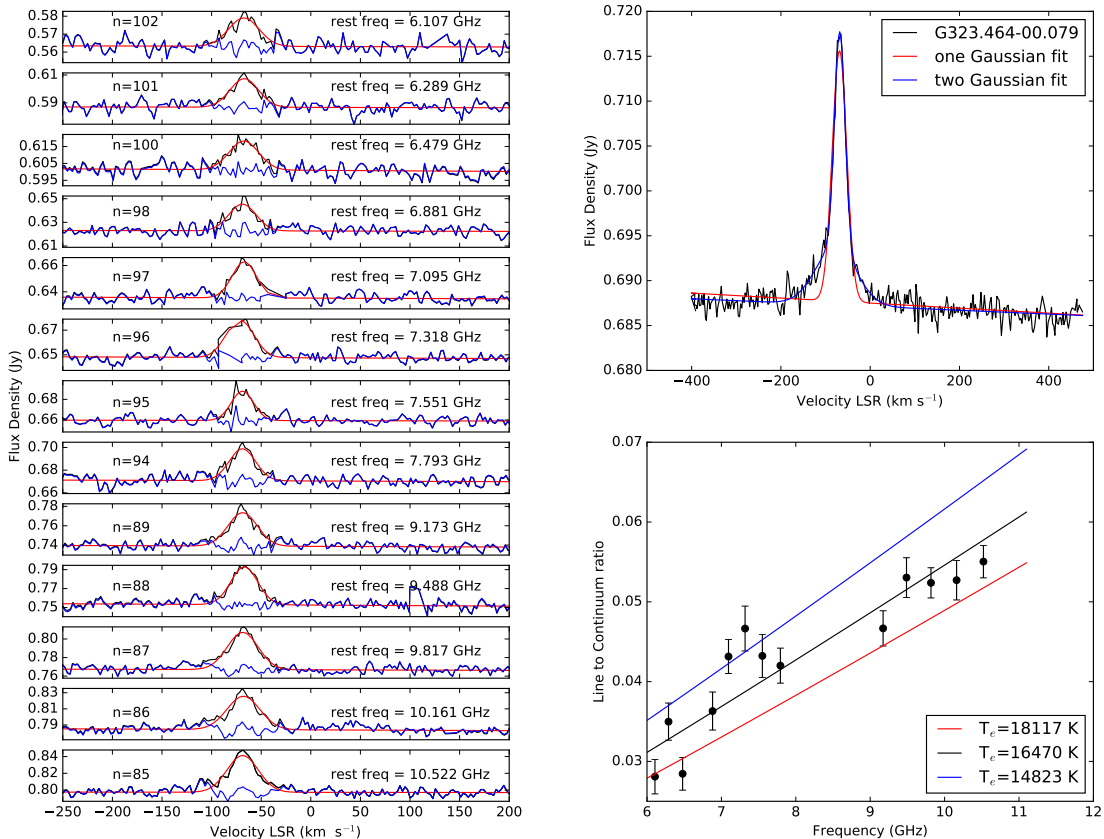 n=102 rest freq = 6.107 GHz
0.58
0.56
n=101 rest freq = 6.289 GHz
0.61
0.59
n=100 rest freq = 6.479 GHz
0.615
0.605
0.595
n=98 rest freq = 6.881 GHz
0.65
0.63
0.61
n=97 rest freq = 7.095 GHz
0.66
0.64
n=96 rest freq = 7.318 GHz
0.67
0.65
n=95 rest freq = 7.551 GHz
0.68
0.66
n=94 rest freq = 7.793 GHz
0.70
0.68
0.66
n=89 rest freq = 9.173 GHz
0.78
0.76
0.74
n=88 rest freq = 9.488 GHz
0.79
0.77
0.75
n=87 rest freq = 9.817 GHz
0.80
0.78
0.76
n=86 rest freq = 10.161 GHz
0.83
0.81
0.79
n=85 rest freq = 10.522 GHz
0.84
0.82
0.80
−250 −200 −150 −100 −50 0 50 100 150 200
Velocity LSR (km s⁻¹)
Flux Density (Jy)
0.720
0.715
0.710
0.705
0.700
0.695
0.690
0.685
0.680
Flux Density (Jy)
G323.464-00.079
one Gaussian fit
two Gaussian fit
−400 −200 0 200 400
Velocity LSR (km s⁻¹)
0.07
0.06
0.05
0.04
0.03
Line to Continuum ratio
T_e=18117 K
T_e=16470 K
T_e=14823 K
6 7 8 9 10 11 12
Frequency (GHz)